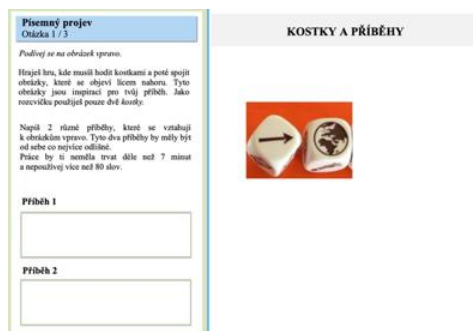 Písemný projev
Otázka 1 / 3
KOSTKY A PŘÍBĚHY
Podívej se na obrázek vpravo.
Hraješ hru, kde musíš hodit kostkami a poté spojit
obrázky, které se objeví lícem nahoru. Tyto
obrázky jsou inspirací pro tvůj příběh. Jako
rozcvičku použiješ pouze dvě kostky.
Napiš 2 různé příběhy, které se vztahují
k obrázkům vpravo. Tyto dva příběhy by měly být
od sebe co nejvíce odlišné.
Práce by ti neměla trvat déle než 7 minut
a nepoužívej více než 80 slov.
Příběh 1
Příběh 2